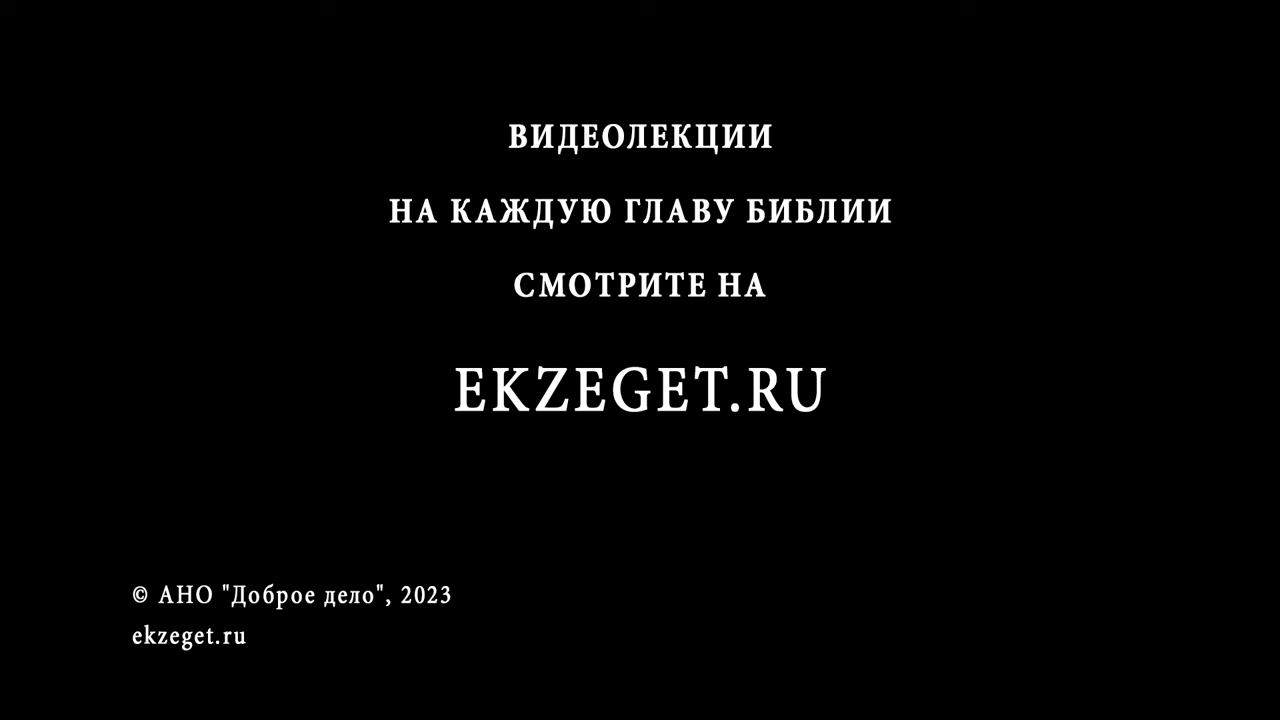 ВИДЕОЛЕКЦИИ
НА КАЖДУЮ ГЛАВУ БИБЛИИ
СМОТРИТЕ НА
EKZEGET.RU
© АНО "Доброе дело", 2023
ekzeget.ru